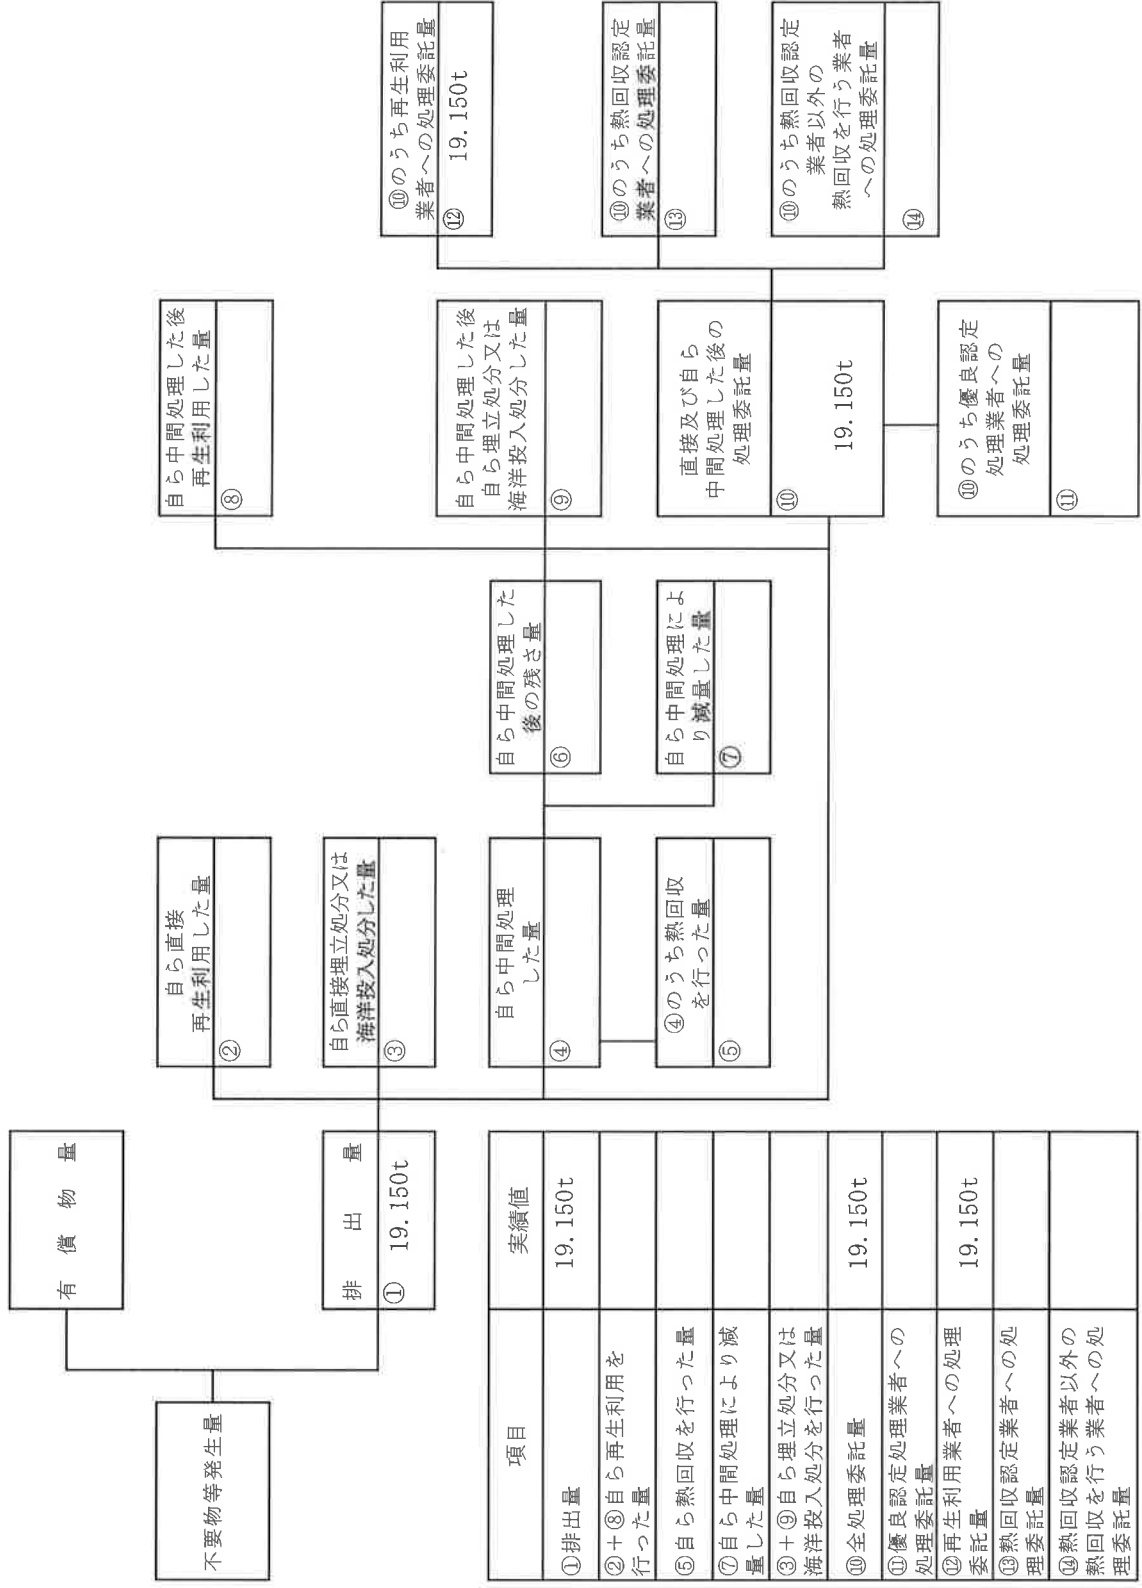 不要物等発生量
有償物量
排出量
① 19.150t
自ら直接
再生利用した量
②
自ら直接埋立処分又は
海洋投入処分した量
③
自ら中間処理
した量
④
④のうち熱回収
を行った量
⑤
自ら中間処理した
後の残さ量
⑥
自ら中間処理によ
り減量した量
⑦
自ら中間処理した後
再生利用した量
⑧
自ら中間処理した後
自ら埋立処分又は
海洋投入処分した量
⑨
直接及び自ら
中間処理した後の
処理委託量
⑩
19.150t
⑩のうち優良認定
処理業者への
処理委託量
⑪
⑩のうち再生利用
業者への処理委託量
⑫ 19.150t
⑩のうち熱回収認定
業者への処理委託量
⑬
⑩のうち熱回収認定
業者以外の
熱回収を行う業者
への処理委託量
⑭
項目 実績値
①排出量 19.150t
②+⑧自ら再生利用を
行った量
⑤自ら熱回収を行った量
⑦自ら中間処理により減
量した量
③+⑨自ら埋立処分又は
海洋投入処分を行った量
⑩全処理委託量 19.150t
⑪優良認定処理業者への
処理委託量
⑫再生利用業者への処理
委託量 19.150t
⑬熱回収認定業者への処
理委託量
⑭熱回収認定業者以外の
熱回収を行う業者への処
理委託量